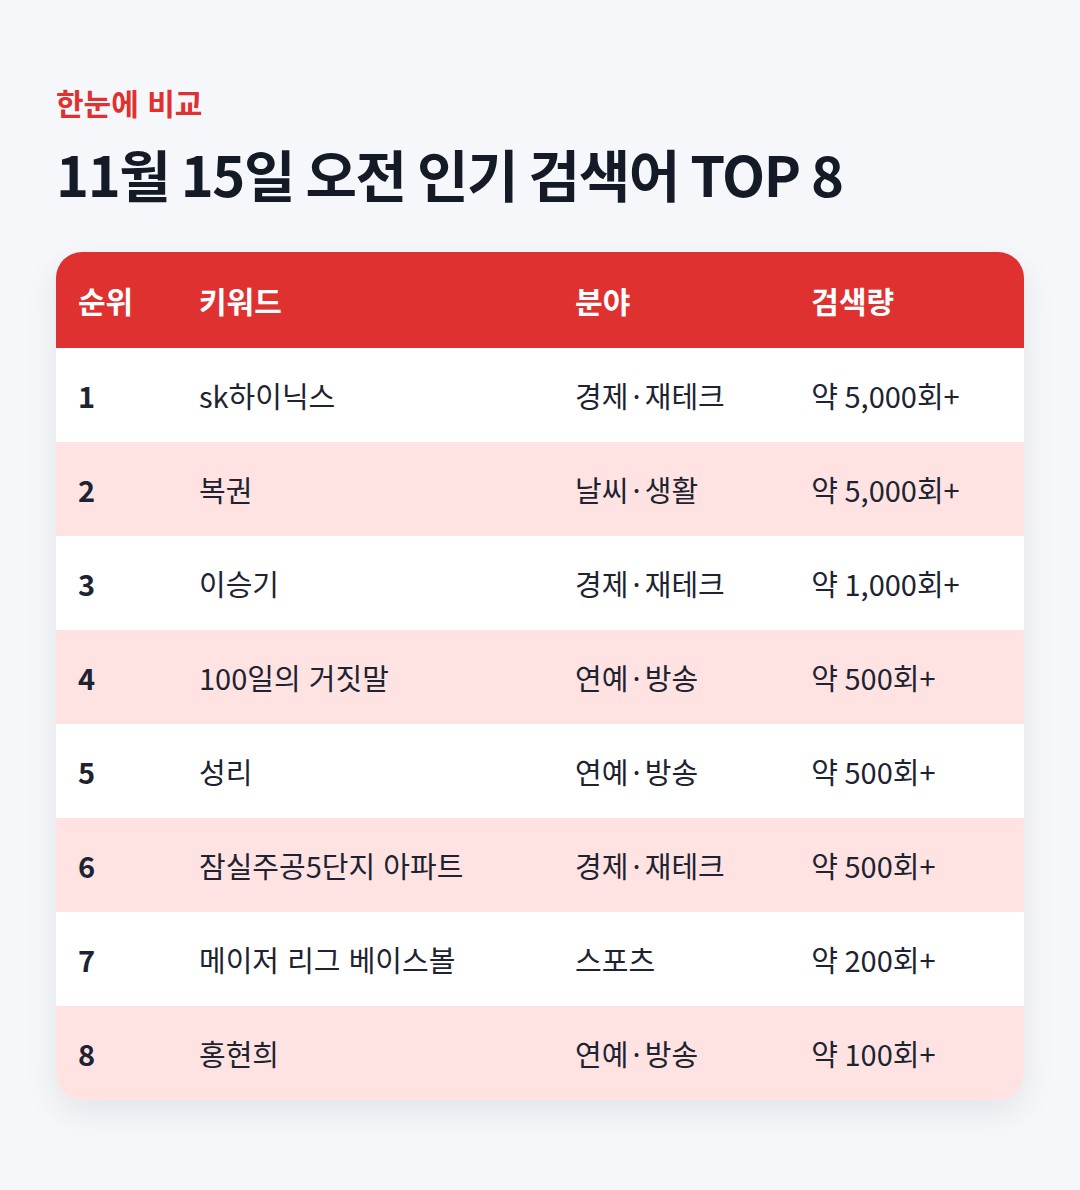 한눈에 비교
11월 15일 오전 인기 검색어 TOP 8
순위 키워드 분야 검색량
1 sk하이닉스 경제·재테크 약 5,000회+
2 복권 날씨·생활 약 5,000회+
3 이승기 경제·재테크 약 1,000회+
4 100일의 거짓말 연예·방송 약 500회+
5 성리 연예·방송 약 500회+
6 잠실주공5단지 아파트 경제·재테크 약 500회+
7 메이저 리그 베이스볼 스포츠 약 200회+
8 홍현희 연예·방송 약 100회+